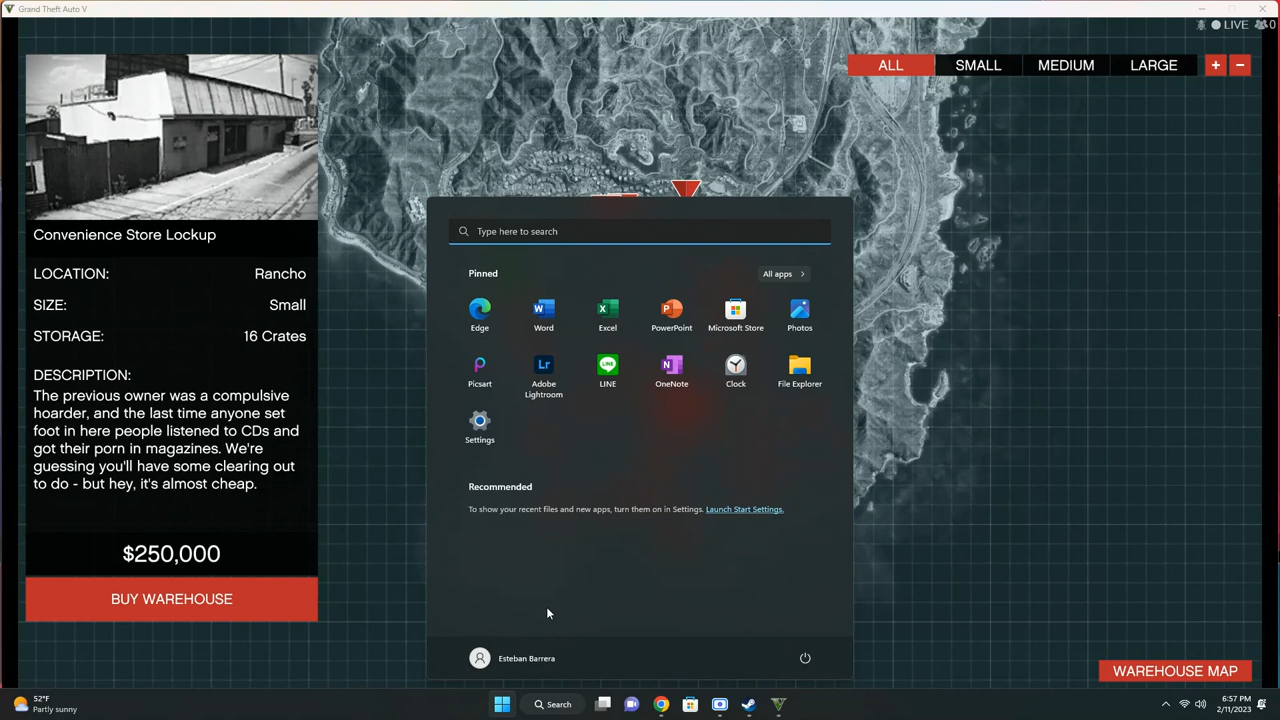 Grand Theft Auto V
LIVE
0
ALL
SMALL
MEDIUM
LARGE
+
−
Convenience Store Lockup
LOCATION: Rancho
SIZE: Small
STORAGE: 16 Crates
DESCRIPTION:
The previous owner was a compulsive
hoarder, and the last time anyone set
foot in here people listened to CDs and
got their porn in magazines. We're
guessing you'll have some clearing out
to do - but hey, it's almost cheap.
$250,000
BUY WAREHOUSE
Type here to search
Pinned
All apps >
Edge
Word
Excel
PowerPoint
Microsoft Store
Photos
Picsart
Adobe
Lightroom
LINE
OneNote
Clock
File Explorer
Settings
Recommended
To show your recent files and new apps, turn them on in Settings. Launch Start Settings.
Esteban Barrera
WAREHOUSE MAP
52°F
Partly sunny
Search
6:57 PM
2/11/2023